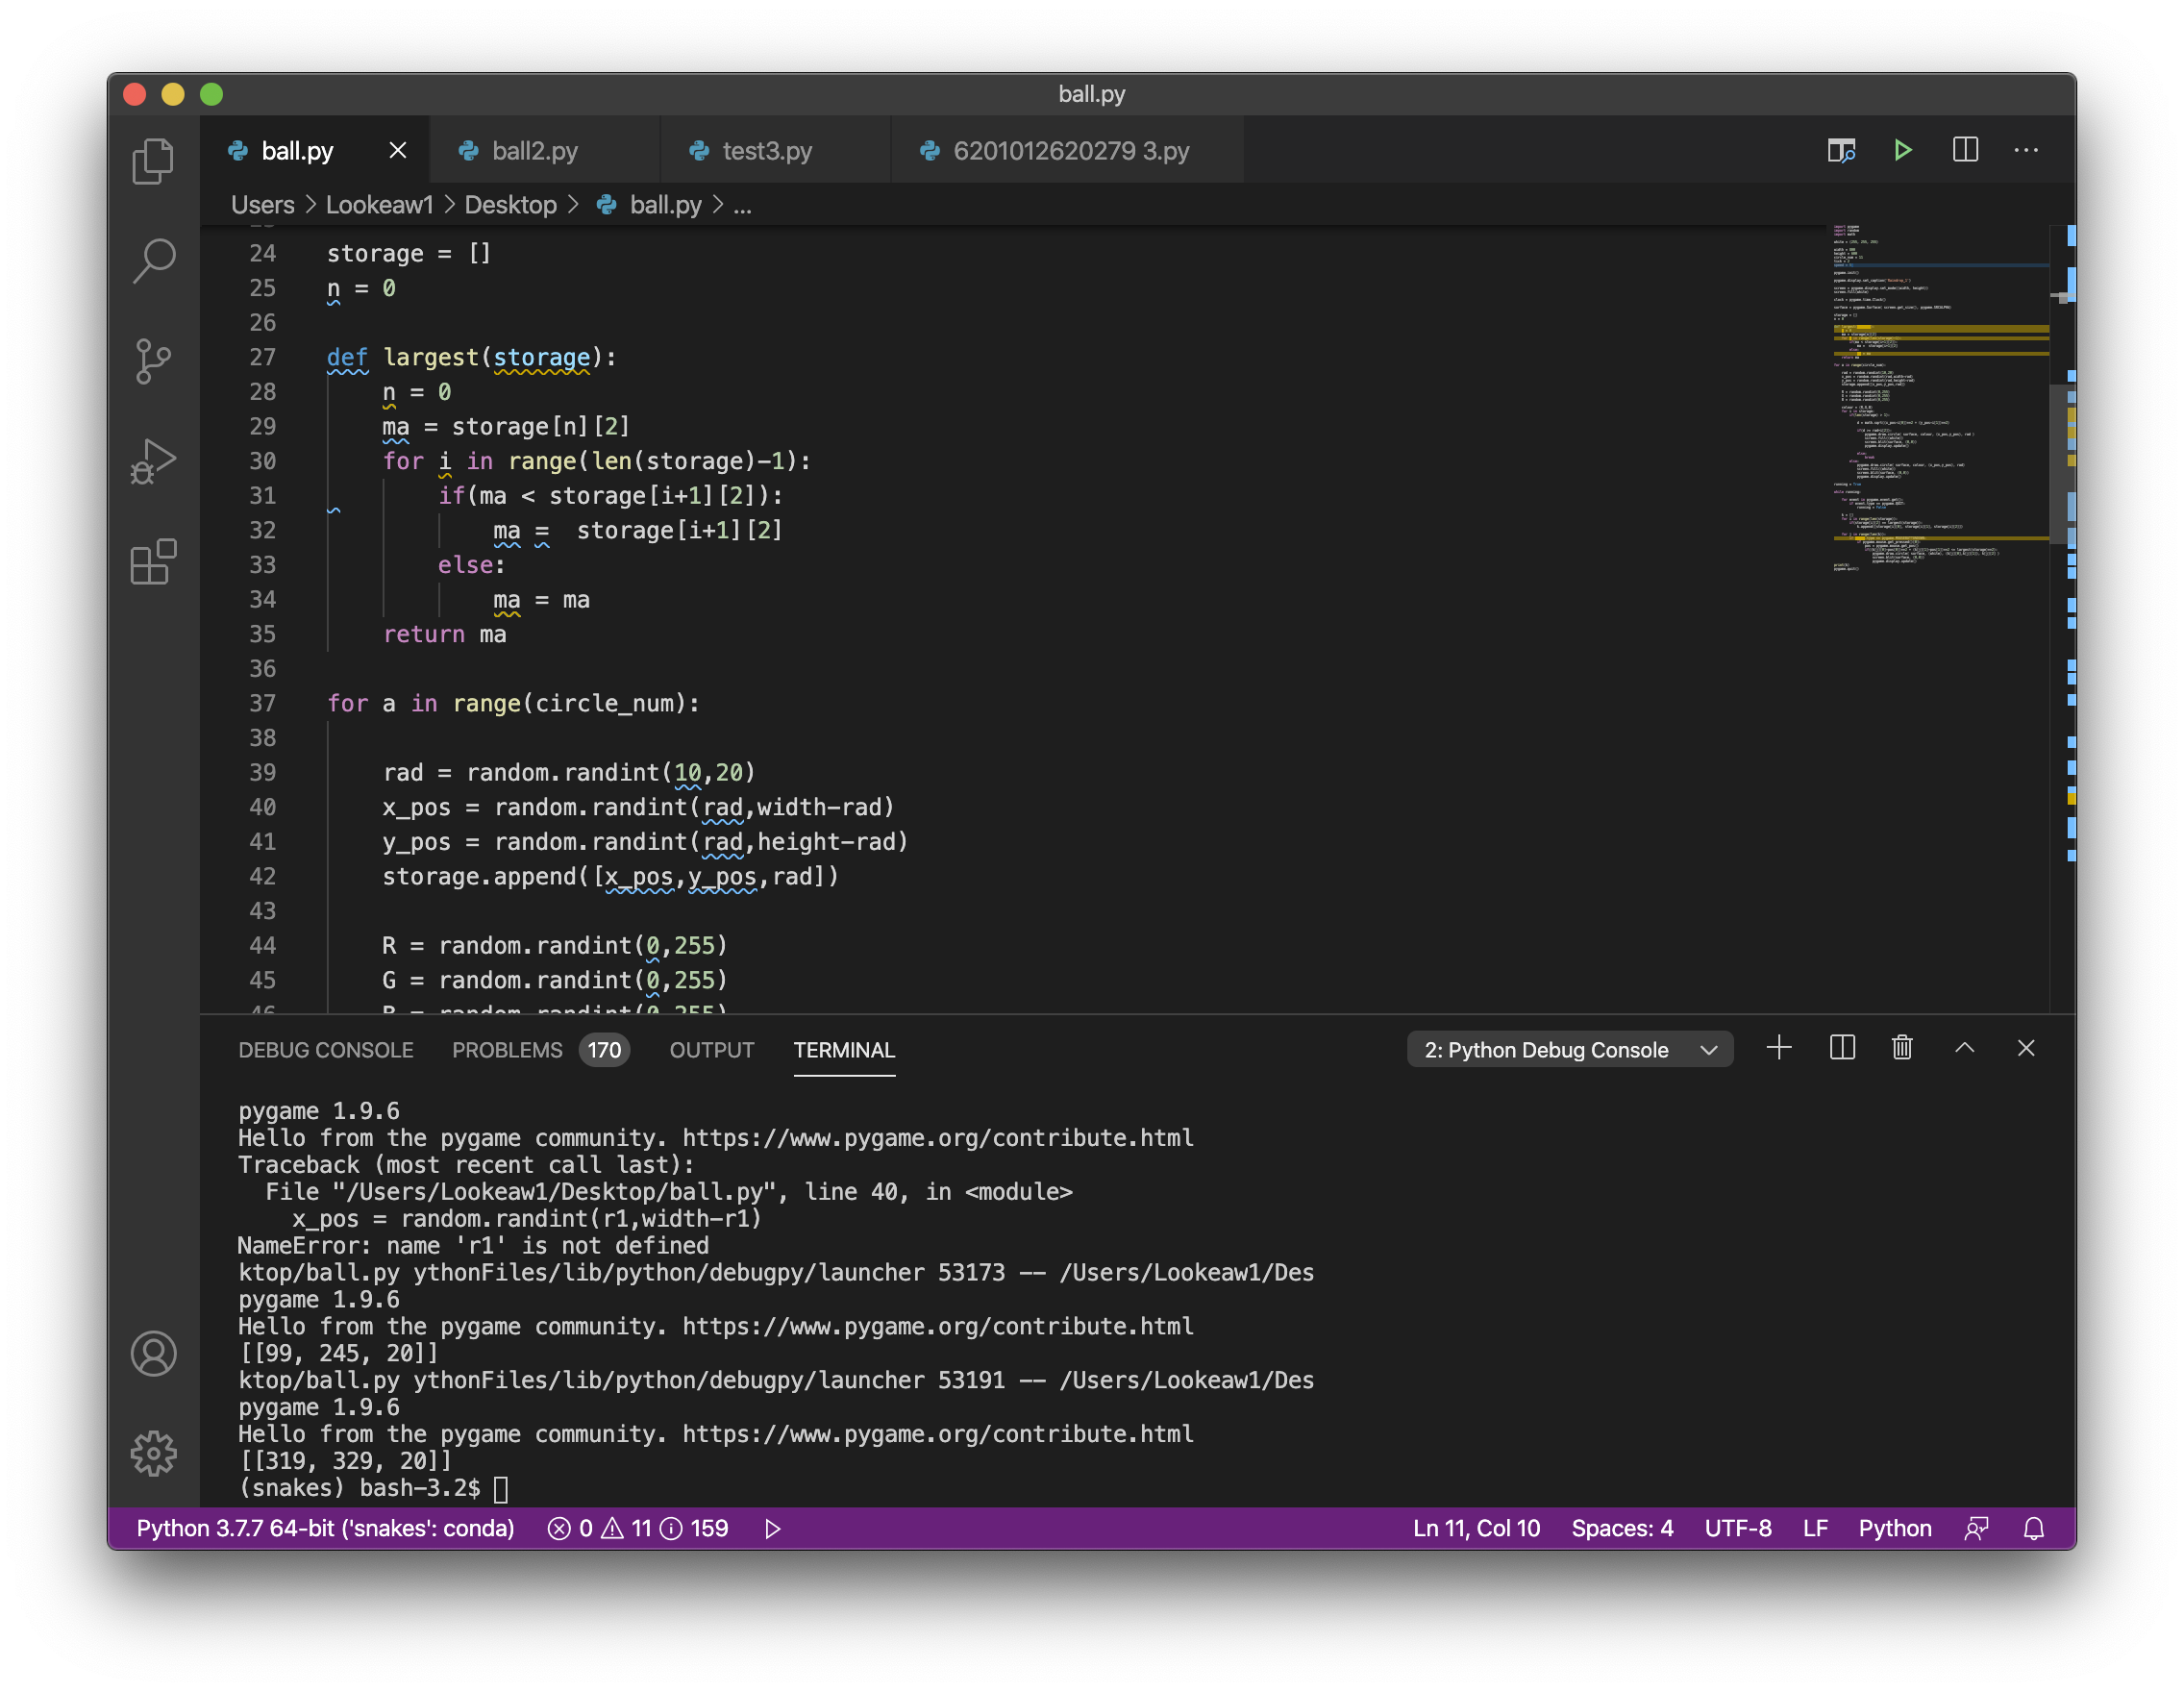 ball.py
ball.py ball2.py test3.py 6201012620279 3.py
Users > Lookeaw1 > Desktop > ball.py > ...
24 storage = []
25 n = 0
26
27 def largest(storage):
28 n = 0
29 ma = storage[n][2]
30 for i in range(len(storage)-1):
31 if(ma < storage[i+1][2]):
32 ma =  storage[i+1][2]
33 else:
34 ma = ma
35 return ma
36
37 for a in range(circle_num):
38
39 rad = random.randint(10,20)
40 x_pos = random.randint(rad,width-rad)
41 y_pos = random.randint(rad,height-rad)
42 storage.append([x_pos,y_pos,rad])
43
44 R = random.randint(0,255)
45 G = random.randint(0,255)
46 B = random.randint(0,255)
DEBUG CONSOLE PROBLEMS 170 OUTPUT TERMINAL 2: Python Debug Console
pygame 1.9.6
Hello from the pygame community. https://www.pygame.org/contribute.html
Traceback (most recent call last):
File "/Users/Lookeaw1/Desktop/ball.py", line 40, in <module>
x_pos = random.randint(r1,width-r1)
NameError: name 'r1' is not defined
ktop/ball.py ythonFiles/lib/python/debugpy/launcher 53173 -- /Users/Lookeaw1/Des
pygame 1.9.6
Hello from the pygame community. https://www.pygame.org/contribute.html
[[99, 245, 20]]
ktop/ball.py ythonFiles/lib/python/debugpy/launcher 53191 -- /Users/Lookeaw1/Des
pygame 1.9.6
Hello from the pygame community. https://www.pygame.org/contribute.html
[[319, 329, 20]]
(snakes) bash-3.2$
Python 3.7.7 64-bit ('snakes': conda) 0 11 159 Ln 11, Col 10 Spaces: 4 UTF-8 LF Python